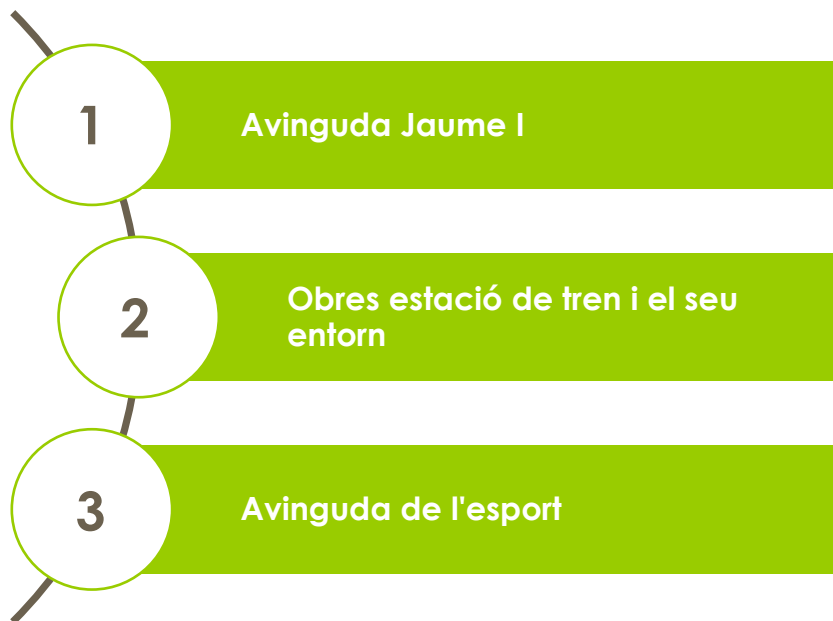 1
Avinguda Jaume I
2
Obres estació de tren i el seu
entorn
3
Avinguda de l'esport